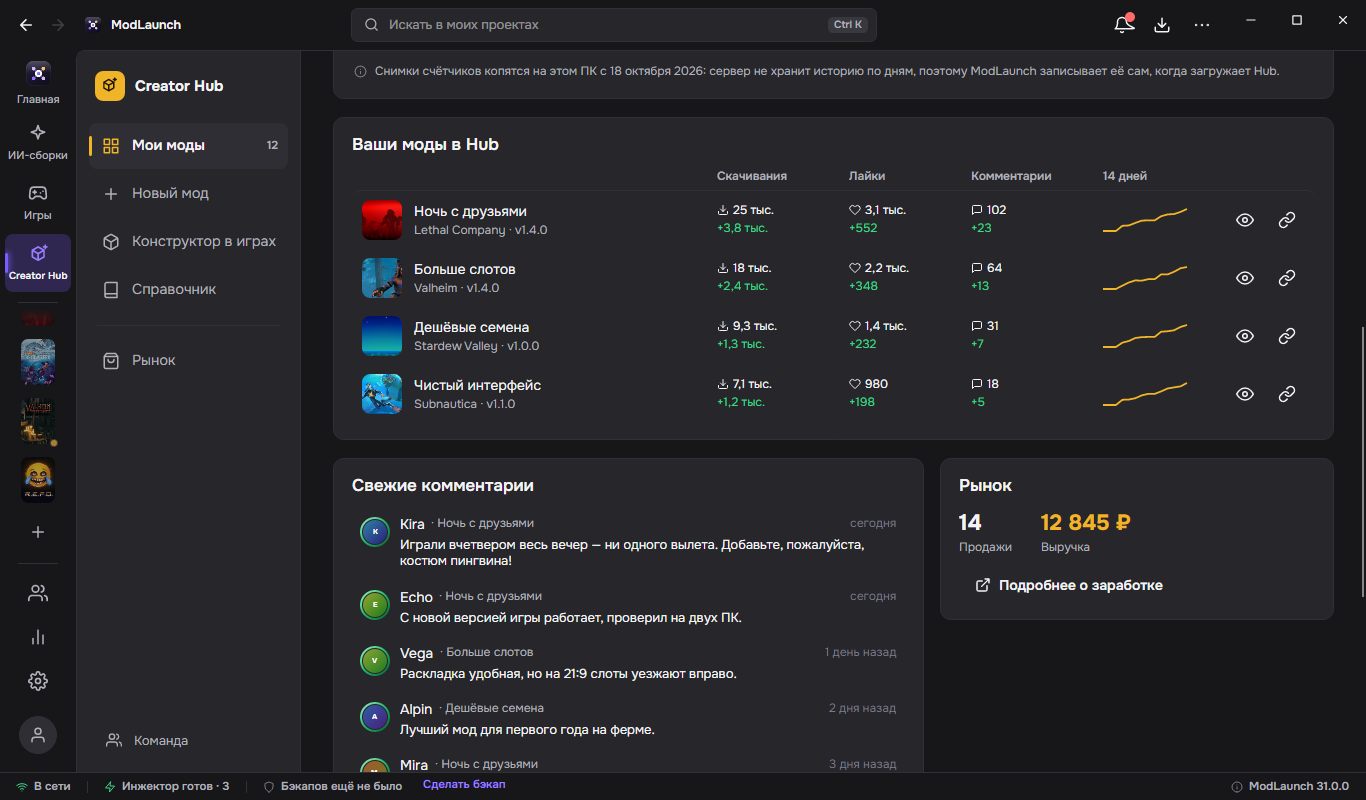 ModLaunch
Искать в моих проектах
Ctrl K
Главная
ИИ-сборки
Игры
Creator Hub
Creator Hub
Мои моды 12
Новый мод
Конструктор в играх
Справочник
Рынок
Команда
Снимки счётчиков копятся на этом ПК с 18 октября 2026: сервер не хранит историю по дням, поэтому ModLaunch записывает её сам, когда загружает Hub.
Ваши моды в Hub
Скачивания Лайки Комментарии 14 дней
Ночь с друзьями 25 тыс. 3,1 тыс. 102
Lethal Company · v1.4.0 +3,8 тыс. +552 +23
Больше слотов 18 тыс. 2,2 тыс. 64
Valheim · v1.4.0 +2,4 тыс. +348 +13
Дешёвые семена 9,3 тыс. 1,4 тыс. 31
Stardew Valley · v1.0.0 +1,3 тыс. +232 +7
Чистый интерфейс 7,1 тыс. 980 18
Subnautica · v1.1.0 +1,2 тыс. +198 +5
Свежие комментарии
K
Kira · Ночь с друзьями сегодня
Играли вчетвером весь вечер — ни одного вылета. Добавьте, пожалуйста,
костюм пингвина!
E
Echo · Ночь с друзьями сегодня
С новой версией игры работает, проверил на двух ПК.
V
Vega · Больше слотов 1 день назад
Раскладка удобная, но на 21:9 слоты уезжают вправо.
A
Alpin · Дешёвые семена 2 дня назад
Лучший мод для первого года на ферме.
Mira · Ночь с друзьями 3 дня назад
Рынок
14 12 845 ₽
Продажи Выручка
Подробнее о заработке
R.E.P.O.
В сети
Инжектор готов · 3
Бэкапов ещё не было
Сделать бэкап
ModLaunch 31.0.0